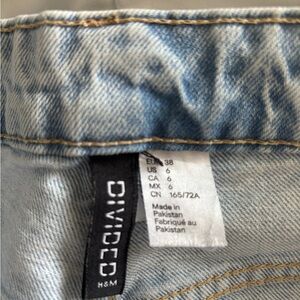 DIVIDED
H&M
EUR 38
US 6
CA 6
MX 6
CN 165/72A
Made in
Pakistan
Fabriqué au
Pakistan